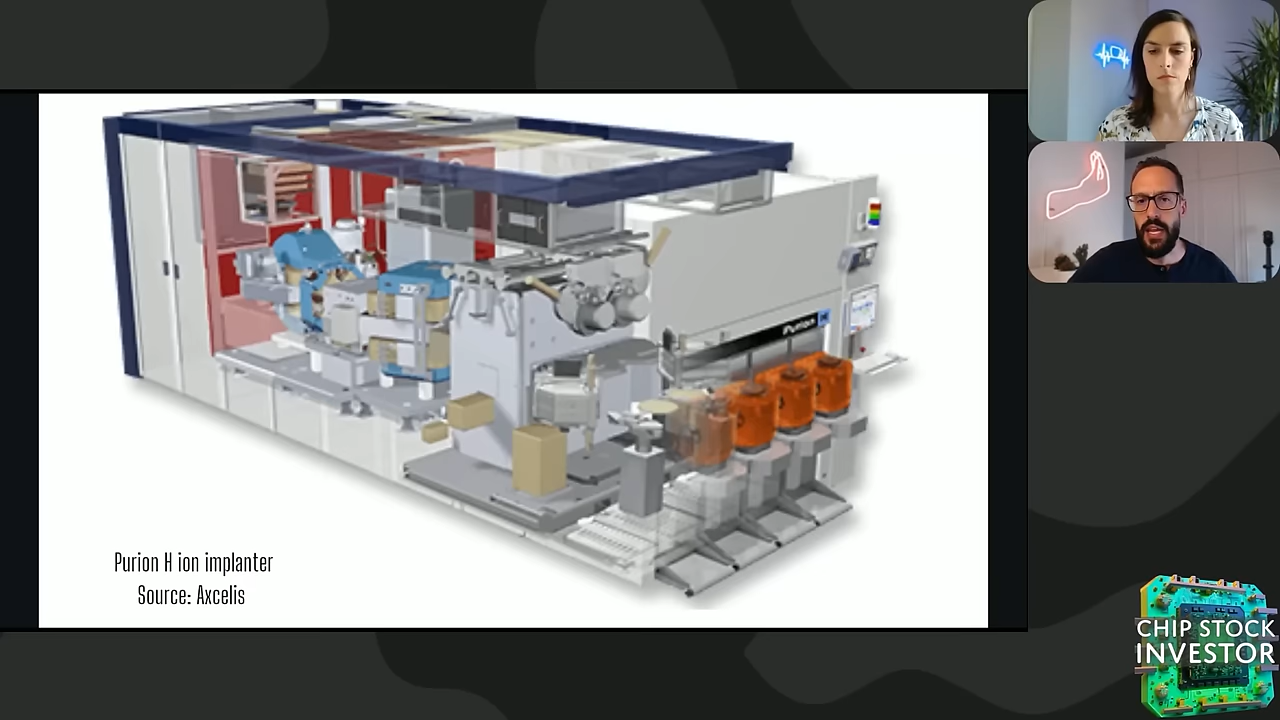 Purion
Purion H ion implanter
Source: Axcelis
CHIP STOCK
INVESTOR